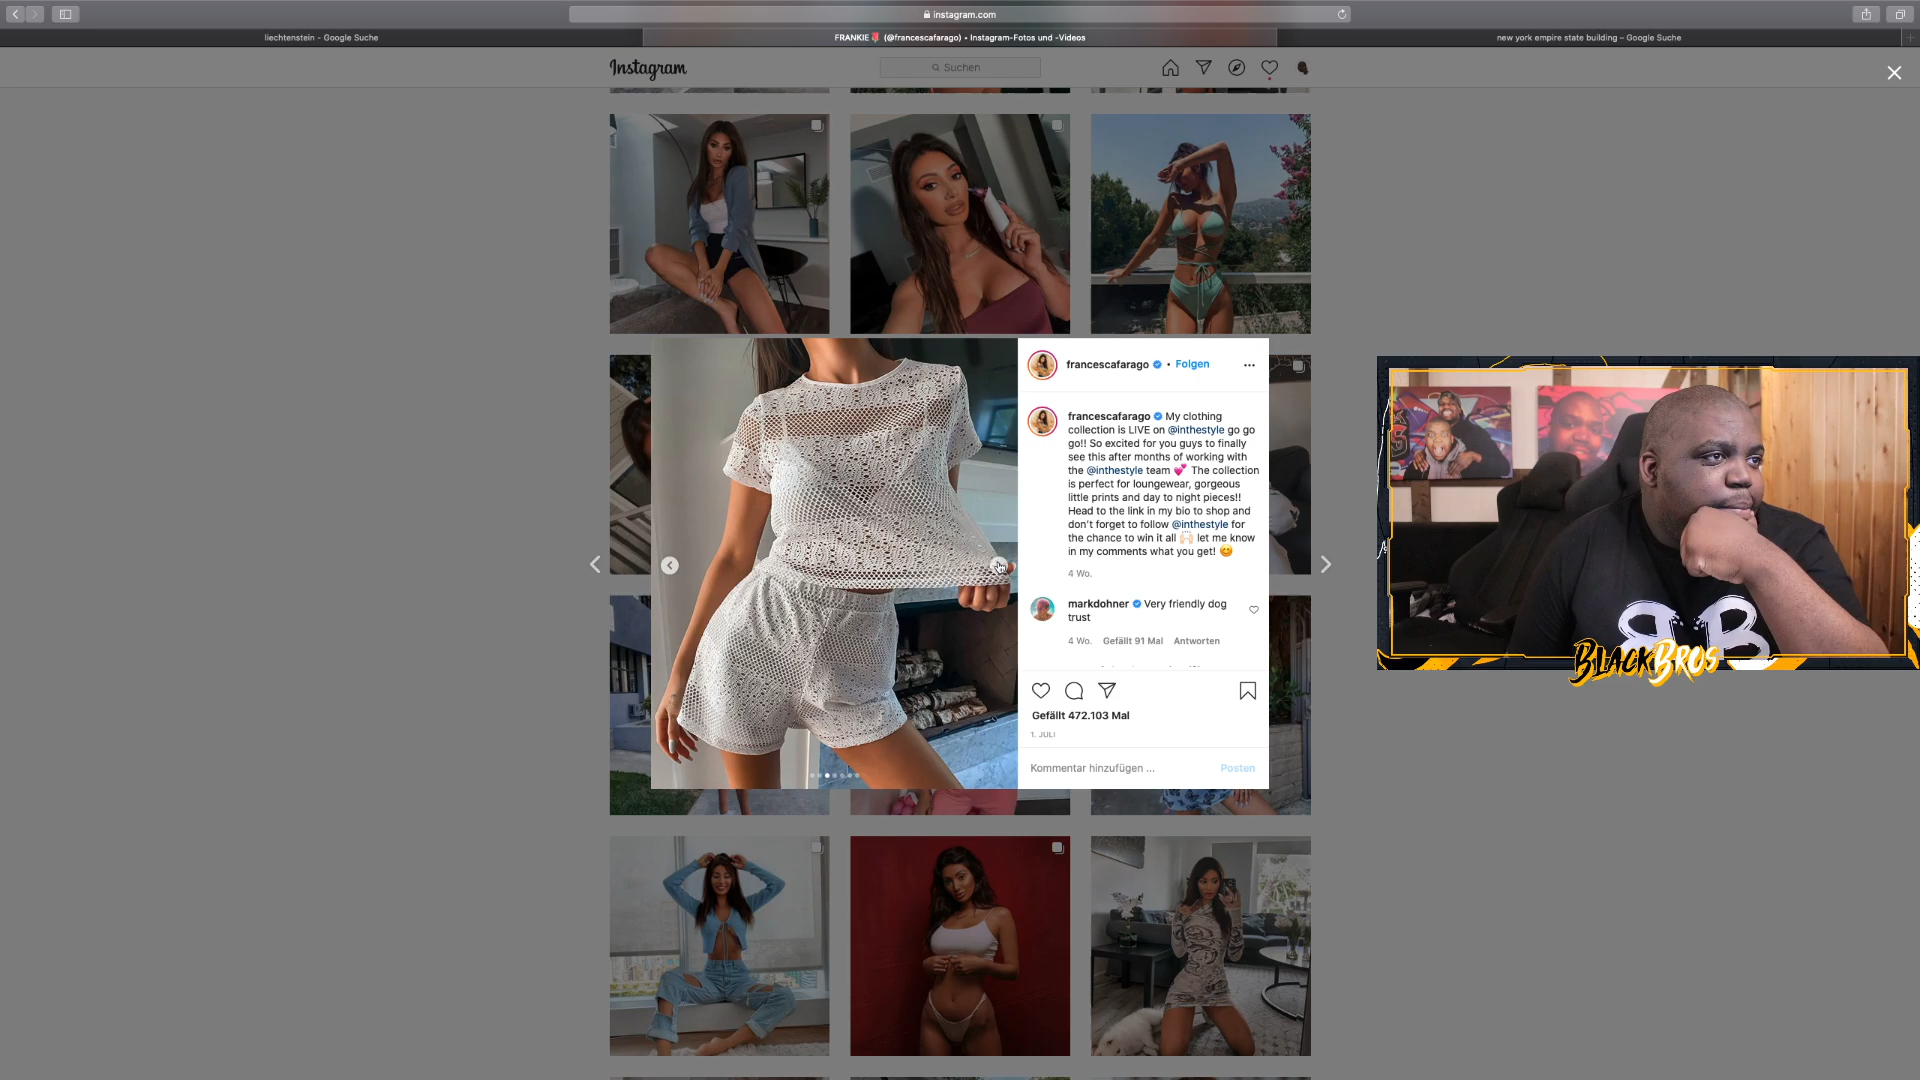 instagram.com
liechtenstein – Google Suche
FRANKIE🌹 (@francescafarago) • Instagram-Fotos und -Videos
new york empire state building – Google Suche
Instagram
Suchen
francescafarago • Folgen
francescafarago My clothing
collection is LIVE on @inthestyle go go
go!! So excited for you guys to finally
see this after months of working with
the @inthestyle team 💕 The collection
is perfect for loungewear, gorgeous
little prints and day to night pieces!!
Head to the link in my bio to shop and
don't forget to follow @inthestyle for
the chance to win it all 🙌🏻 let me know
in my comments what you get! 😊
4 Wo.
markdohner Very friendly dog
trust
4 Wo. Gefällt 91 Mal Antworten
Gefällt 472.103 Mal
1. JULI
Kommentar hinzufügen ...
Posten
BB
BLACKBROS